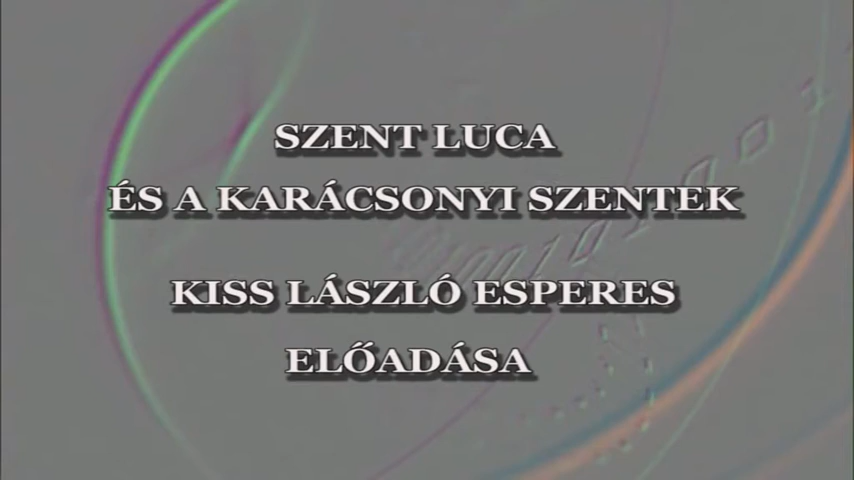 SZENT LUCA
ÉS A KARÁCSONYI SZENTEK
KISS LÁSZLÓ ESPERES
ELŐADÁSA